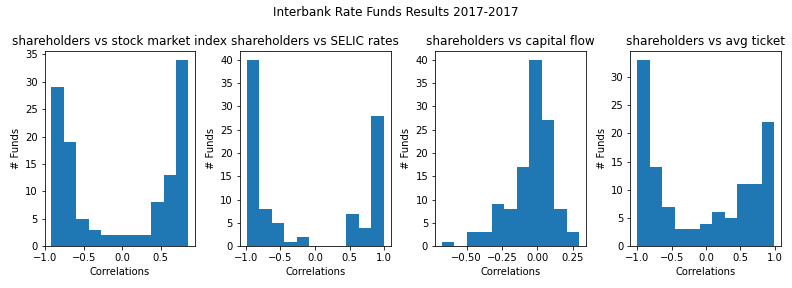 Interbank Rate Funds Results 2017-2017
shareholders vs stock market index
# Funds
35
30
25
20
15
10
5
0
−1.0 −0.5 0.0 0.5
Correlations
shareholders vs SELIC rates
# Funds
40
35
30
25
20
15
10
5
0
−1.0 −0.5 0.0 0.5 1.0
Correlations
shareholders vs capital flow
# Funds
40
35
30
25
20
15
10
5
0
−0.50 −0.25 0.00 0.25
Correlations
shareholders vs avg ticket
# Funds
30
25
20
15
10
5
0
−1.0 −0.5 0.0 0.5 1.0
Correlations